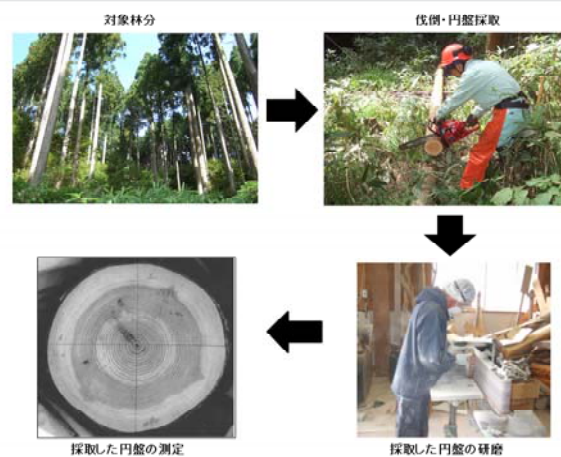 対象林分
伐倒・円盤採取
採取した円盤の研磨
採取した円盤の測定